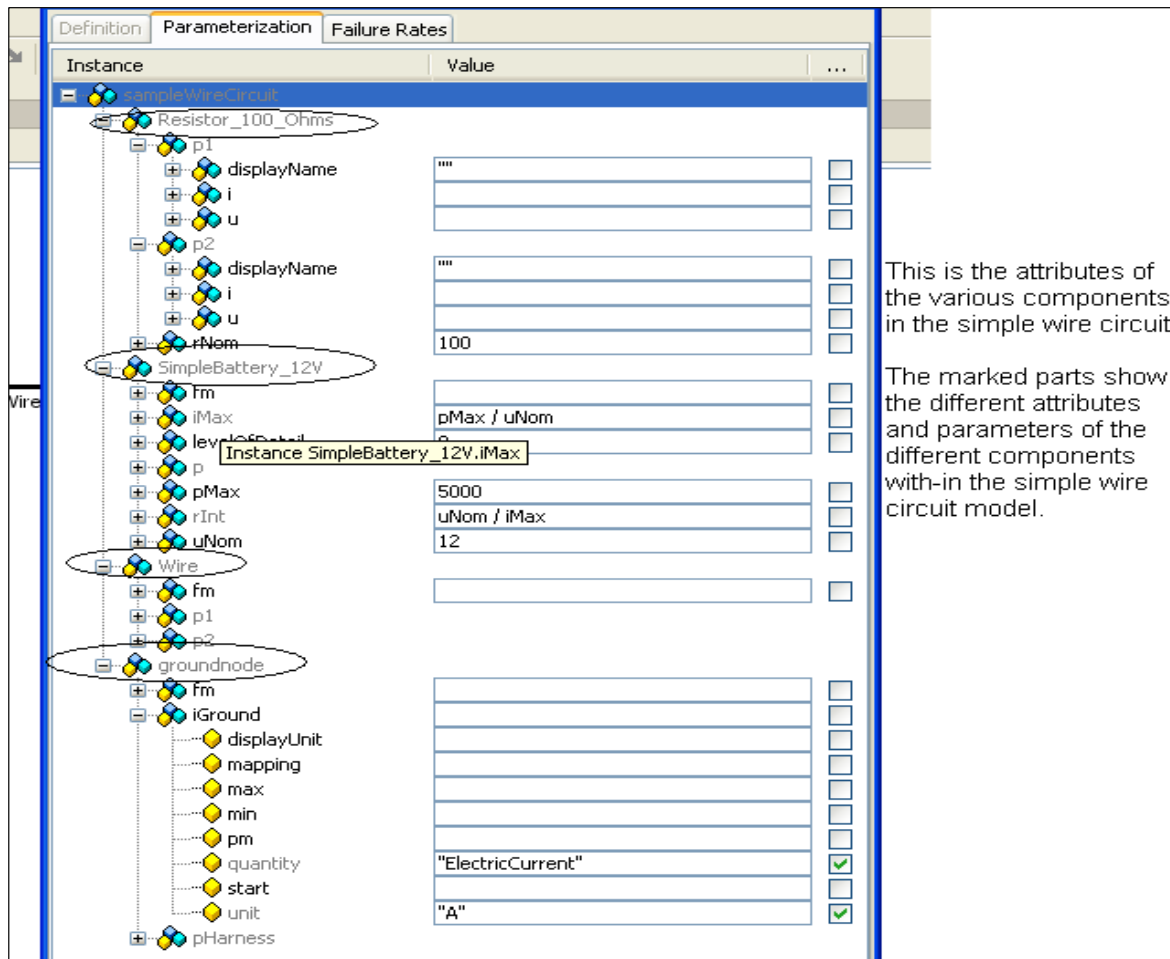 Definition Parameterization Failure Rates
Instance Value ...
sampleWireCircuit
Resistor_100_Ohms
p1
displayName ""
i
u
p2
displayName ""
i
u
rNom 100
SimpleBattery_12V
fm
iMax pMax / uNom
levelOfDetail
Instance SimpleBattery_12V.iMax
p
pMax 5000
rInt uNom / iMax
uNom 12
Wire
fm
p1
p2
groundnode
fm
iGround
displayUnit
mapping
max
min
pm
quantity "ElectricCurrent"
start
unit "A"
pHarness
Wire
This is the attributes of
the various components
in the simple wire circuit
The marked parts show
the different attributes
and parameters of the
different components
with-in the simple wire
circuit model.